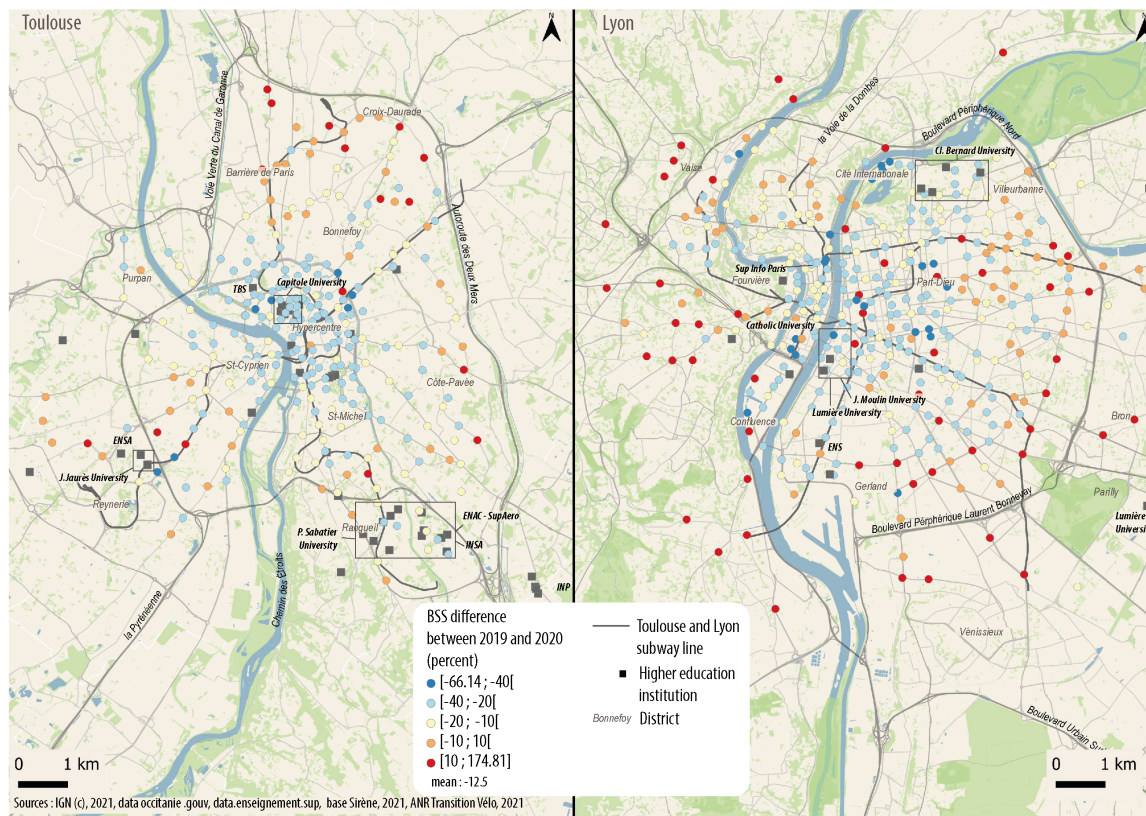 Toulouse
N
Croix-Daurade
Voie Verte du Canal de Garonne
Barrière de Paris
Bonnefoy
Autoroute des Deux Mers
Purpan
TBS
Capitole University
Hypercentre
St-Cyprien
Côte-Pavée
St-Michel
ENSA
J.Jaurès University
Reynerie
P. Sabatier
University
Rangueil
ENAC - SupAero
INSA
INP
Chemin des Etroits
la Pyrénéenne
0 1 km
Sources : IGN (c), 2021, data occitanie .gouv, data.enseignement.sup, base Sirène, 2021, ANR Transition Vélo, 2021
Lyon
N
la Voie de la Dombes
Boulevard Périphérique Nord
Vaise
Cité Internationale
Cl. Bernard University
Villeurbanne
Sup Info Paris
Fourvière
Part-Dieu
Catholic University
J. Moulin University
Lumière University
Confluence
ENS
Bron
Gerland
Parilly
Boulevard Périphérique Laurent Bonnevay
Lumière
Universi
Vénissieux
Boulevard Urbain Su
0 1 km
BSS difference
between 2019 and 2020
(percent)
[-66.14 ; -40[
[-40 ; -20[
[-20 ; -10[
[-10 ; 10[
[10 ; 174.81]
mean : -12.5
Toulouse and Lyon
subway line
Higher education
institution
Bonnefoy District